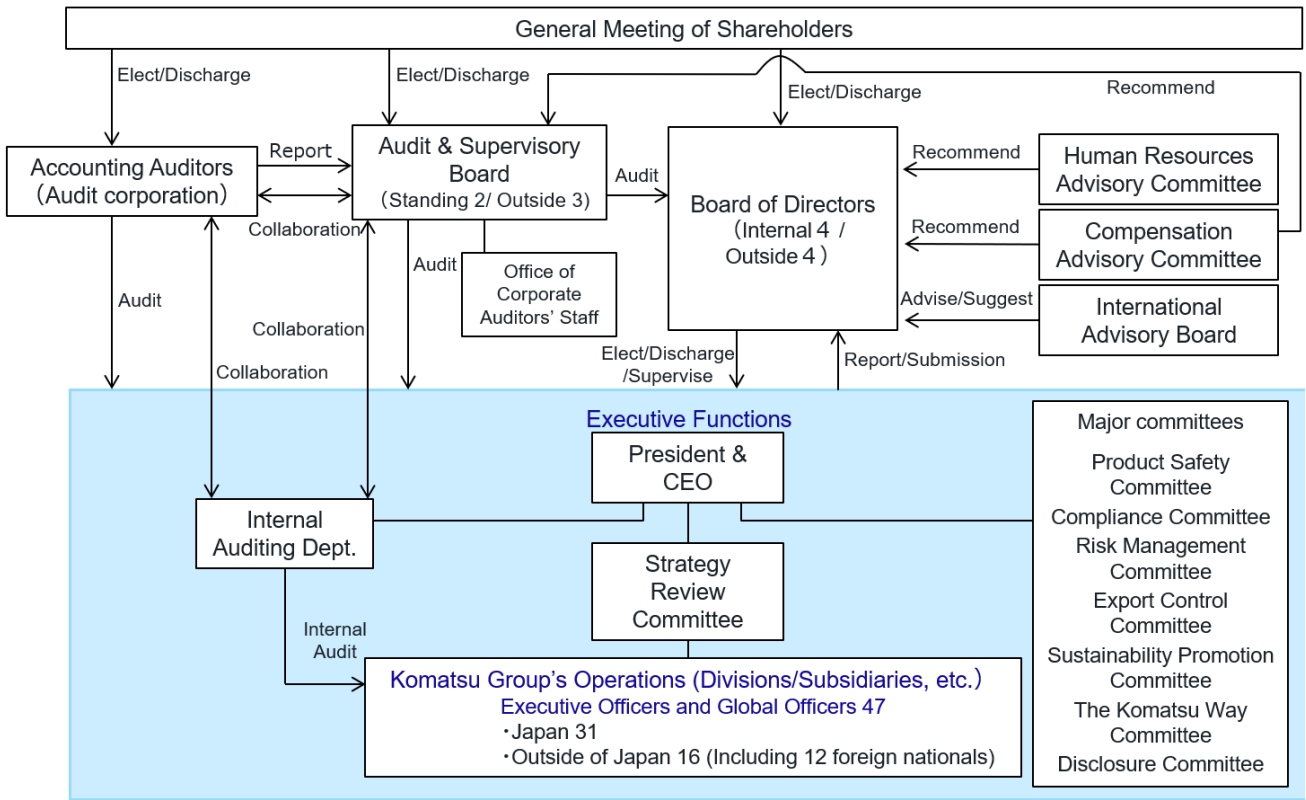 General Meeting of Shareholders
Elect/Discharge
Elect/Discharge
Elect/Discharge
Recommend
Accounting Auditors
(Audit corporation)
Report
Collaboration
Audit & Supervisory
Board
(Standing 2/ Outside 3)
Audit
Board of Directors
(Internal 4 /
Outside 4 )
Recommend
Human Resources
Advisory Committee
Recommend
Compensation
Advisory Committee
Advise/Suggest
International
Advisory Board
Audit
Audit
Office of
Corporate
Auditors’ Staff
Collaboration
Collaboration
Elect/Discharge
/Supervise
Report/Submission
Executive Functions
President &
CEO
Internal
Auditing Dept.
Strategy
Review
Committee
Internal
Audit
Komatsu Group’s Operations (Divisions/Subsidiaries, etc.)
Executive Officers and Global Officers 47
・Japan 31
・Outside of Japan 16 (Including 12 foreign nationals)
Major committees
Product Safety
Committee
Compliance Committee
Risk Management
Committee
Export Control
Committee
Sustainability Promotion
Committee
The Komatsu Way
Committee
Disclosure Committee